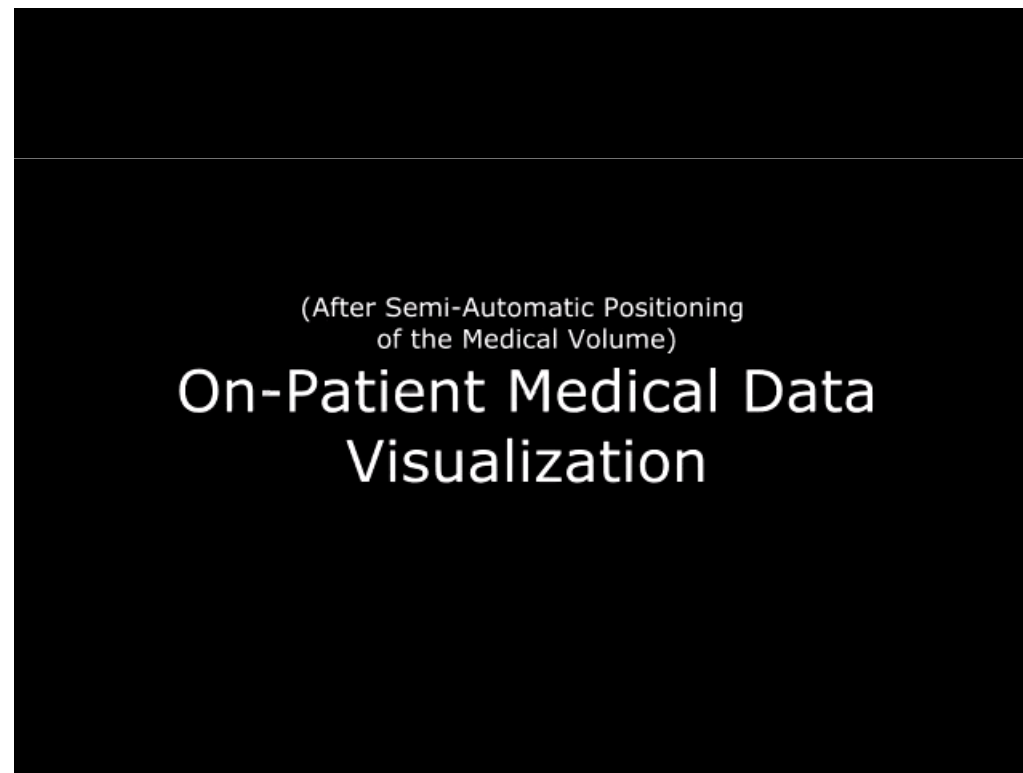 (After Semi-Automatic Positioning
of the Medical Volume)
On-Patient Medical Data
Visualization